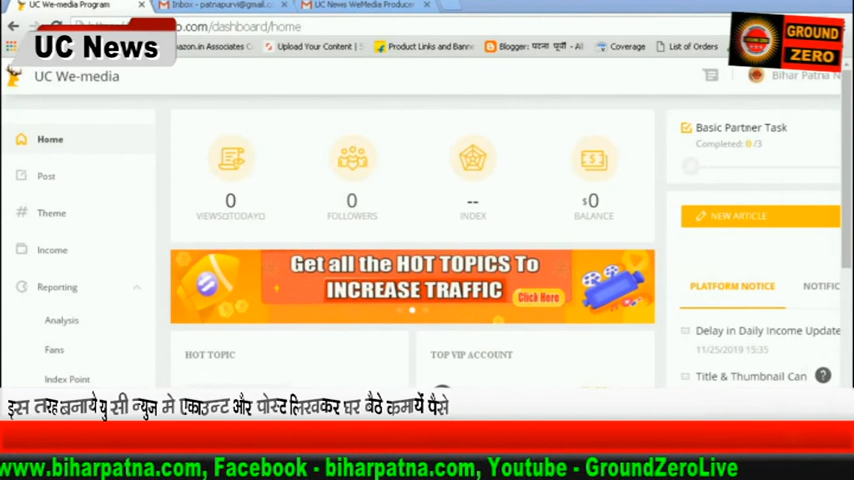 UC We-media Program
Inbox - patnapurvi@gmail.c
UC News WeMedia Producer
.com/dashboard/home
UC News
azon.in Associates C
Upload Your Content | S
Product Links and Bann
Blogger: पटना पूर्वी - All
Coverage
List of Orders
GROUND
ZERO
UC We-media
Bihar Patna N
Home
Post
Theme
Income
Reporting
Analysis
Fans
Index Point
0
VIEWS(TODAY)
0
FOLLOWERS
--
INDEX
$0
BALANCE
Get all the HOT TOPICS To
INCREASE TRAFFIC
Click Here
HOT TOPIC
TOP VIP ACCOUNT
Basic Partner Task
Completed: 0 /3
NEW ARTICLE
PLATFORM NOTICE
NOTIFIC
Delay in Daily Income Update
11/25/2019 15:35
Title & Thumbnail Can
इस तरह बनाये यु सी न्युज मे एकाउन्ट और पोस्ट लिखकर घर बैठे कमायें पैसे
www.biharpatna.com, Facebook - biharpatna.com, Youtube - GroundZeroLive